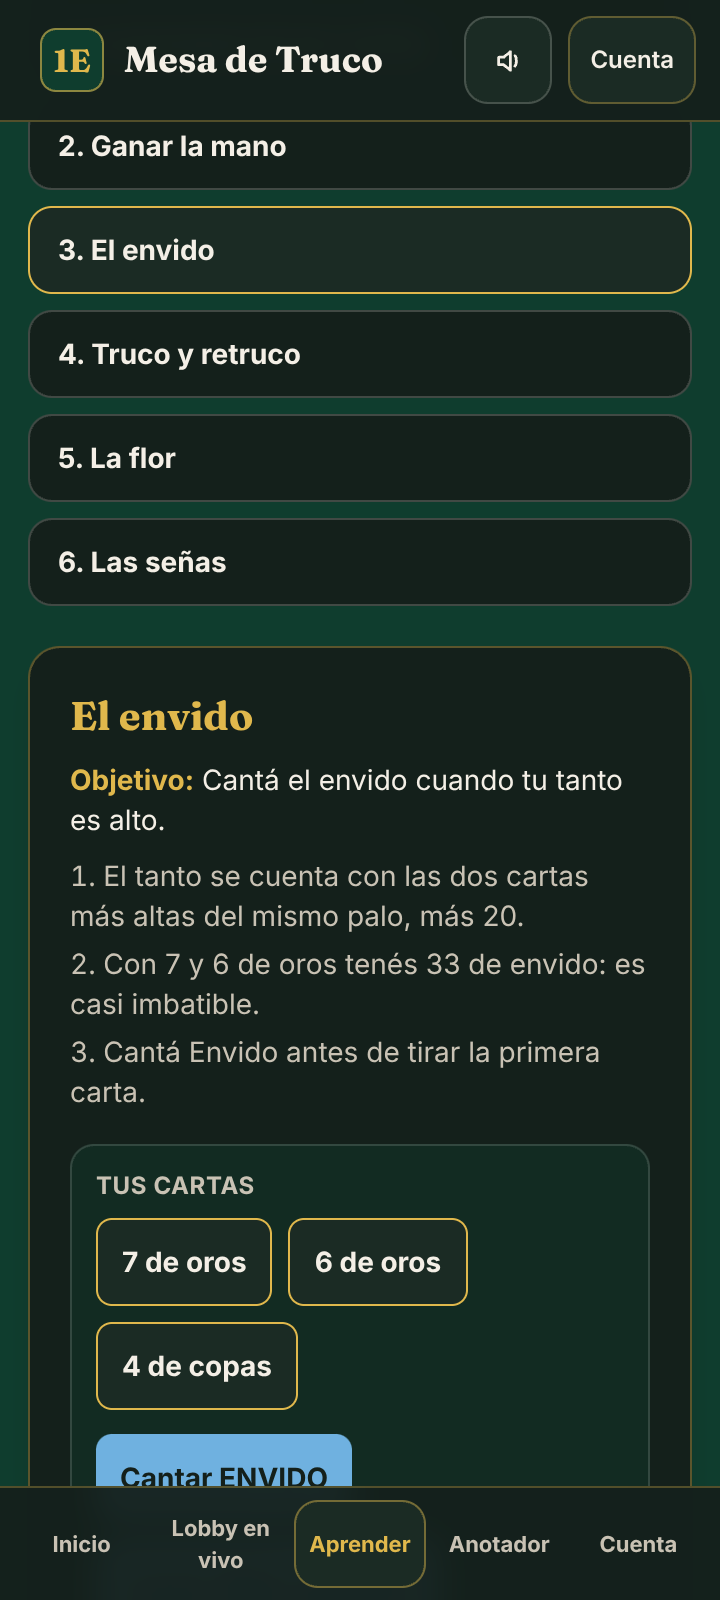 1E
Mesa de Truco
Cuenta
2. Ganar la mano
3. El envido
4. Truco y retruco
5. La flor
6. Las señas
El envido
Objetivo: Cantá el envido cuando tu tanto
es alto.
1. El tanto se cuenta con las dos cartas
más altas del mismo palo, más 20.
2. Con 7 y 6 de oros tenés 33 de envido: es
casi imbatible.
3. Cantá Envido antes de tirar la primera
carta.
TUS CARTAS
7 de oros
6 de oros
4 de copas
Cantar ENVIDO
Inicio
Lobby en
vivo
Aprender
Anotador
Cuenta